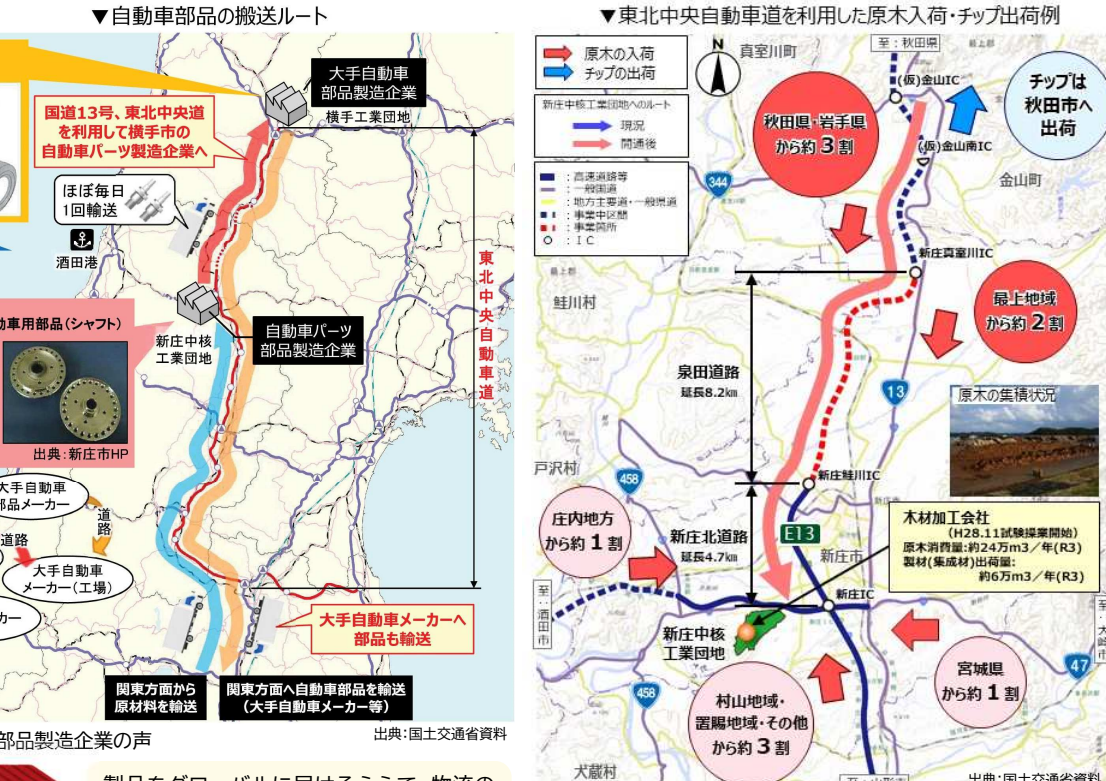 ▼自動車部品の搬送ルート
大手自動車
部品製造企業
横手工業団地
国道13号、東北中央道
を利用して横手市の
自動車パーツ製造企業へ
ほぼ毎日
1回輸送
酒田港
東北中央自動車道
動車用部品(シャフト)
新庄中核
工業団地
自動車パーツ
部品製造企業
出典:新庄市HP
大手自動車
部品メーカー
道路
道路
大手自動車
メーカー(工場)
カー
大手自動車メーカーへ
部品も輸送
関東方面から
原材料を輸送
関東方面へ自動車部品を輸送
(大手自動車メーカー等)
出典:国土交通省資料
部品製造企業の声
▼東北中央自動車道を利用した原木入荷・チップ出荷例
原木の入荷
チップの出荷
新庄中核工業団地へのルート
現況
開通後
:高速道路等
:一般国道
:地方主要道・一般県道
:事業中区間
:事業箇所
:IC
N
真室川町
至:秋田県
最上郡
(仮)金山IC
チップは
秋田市へ
出荷
秋田県・岩手県
から約3割
(仮)金山南IC
金山町
344
新庄真室川IC
最上郡
鮭川村
最上地域
から約2割
泉田道路
延長8.2km
13
原木の集積状況
戸沢村
458
新庄鮭川IC
庄内地方
から約1割
新庄北道路
延長4.7km
E13
新庄市
木材加工会社
(H28.11試験操業開始)
原木消費量:約24万m3/年(R3)
製材(集成材)出荷量:
約6万m3/年(R3)
至:酒田市
新庄IC
至:大崎市
新庄中核
工業団地
宮城県
から約1割
47
458
村山地域・
置賜地域・その他
から約3割
大蔵村
出典:国土交通省資料